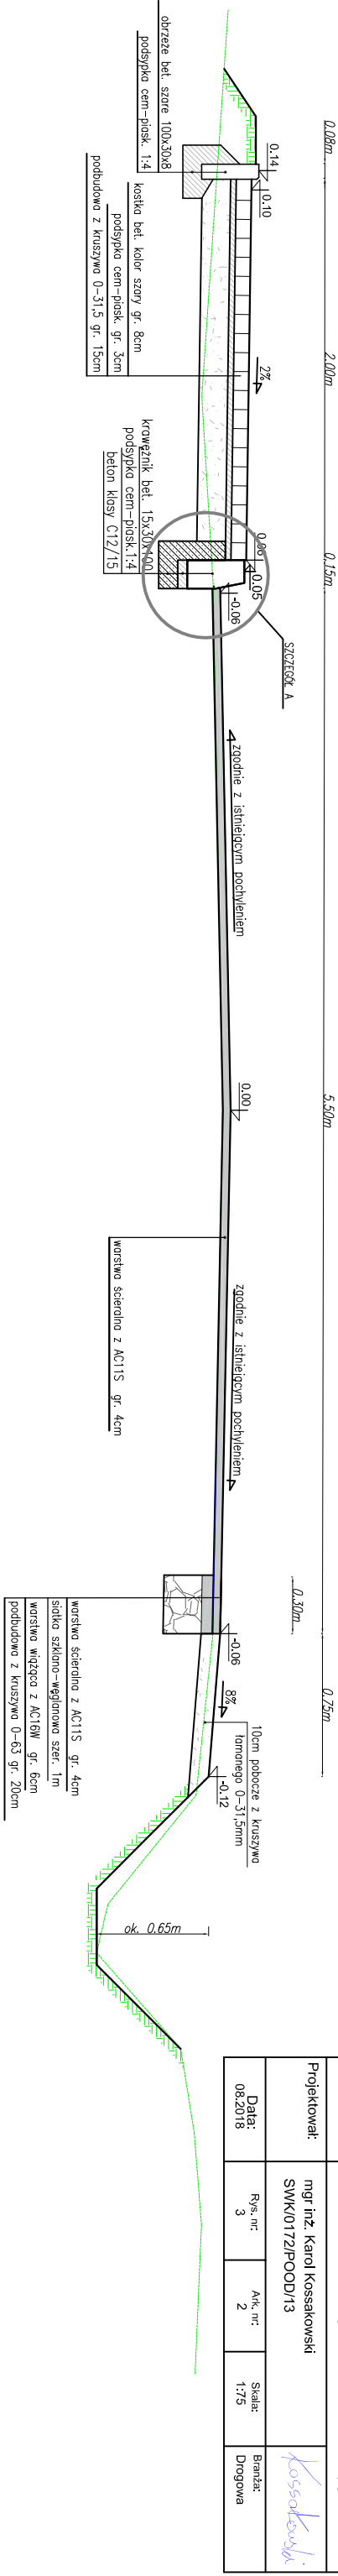 0.08m
2.00m
0.15m
5.50m
0.75m
0.30m
0.14
0.10
2%
0.06
0.05
-0.06
SZCZEGÓŁ A
zgodnie z istniejącym pochyleniem
0.00
zgodnie z istniejącym pochyleniem
-0.06
8%
-0.12
10cm pobocze z kruszywa
łamanego 0-31,5mm
ok. 0.65m
obrzeże bet. szare 100x30x8
podsypka cem-piask. 1:4
kostka bet. kolor szary gr. 8cm
podsypka cem-piask. gr. 3cm
podbudowa z kruszywa 0-31,5 gr. 15cm
krawężnik bet. 15x30x100
podsypka cem-piask.1:4
beton klasy C12/15
warstwa ścieralna z AC11S gr. 4cm
warstwa ścieralna z AC11S gr. 4cm
siatka szklano-węglanowa szer. 1m
warstwa wiążąca z AC16W gr. 6cm
podbudowa z kruszywa 0-63 gr. 20cm
Projektował:
mgr inż. Karol Kossakowski
SWK/0172/POOD/13
Kossakowski
Data:
08.2018
Rys. nr:
3
Ark. nr:
2
Skala:
1:75
Branża:
Drogowa